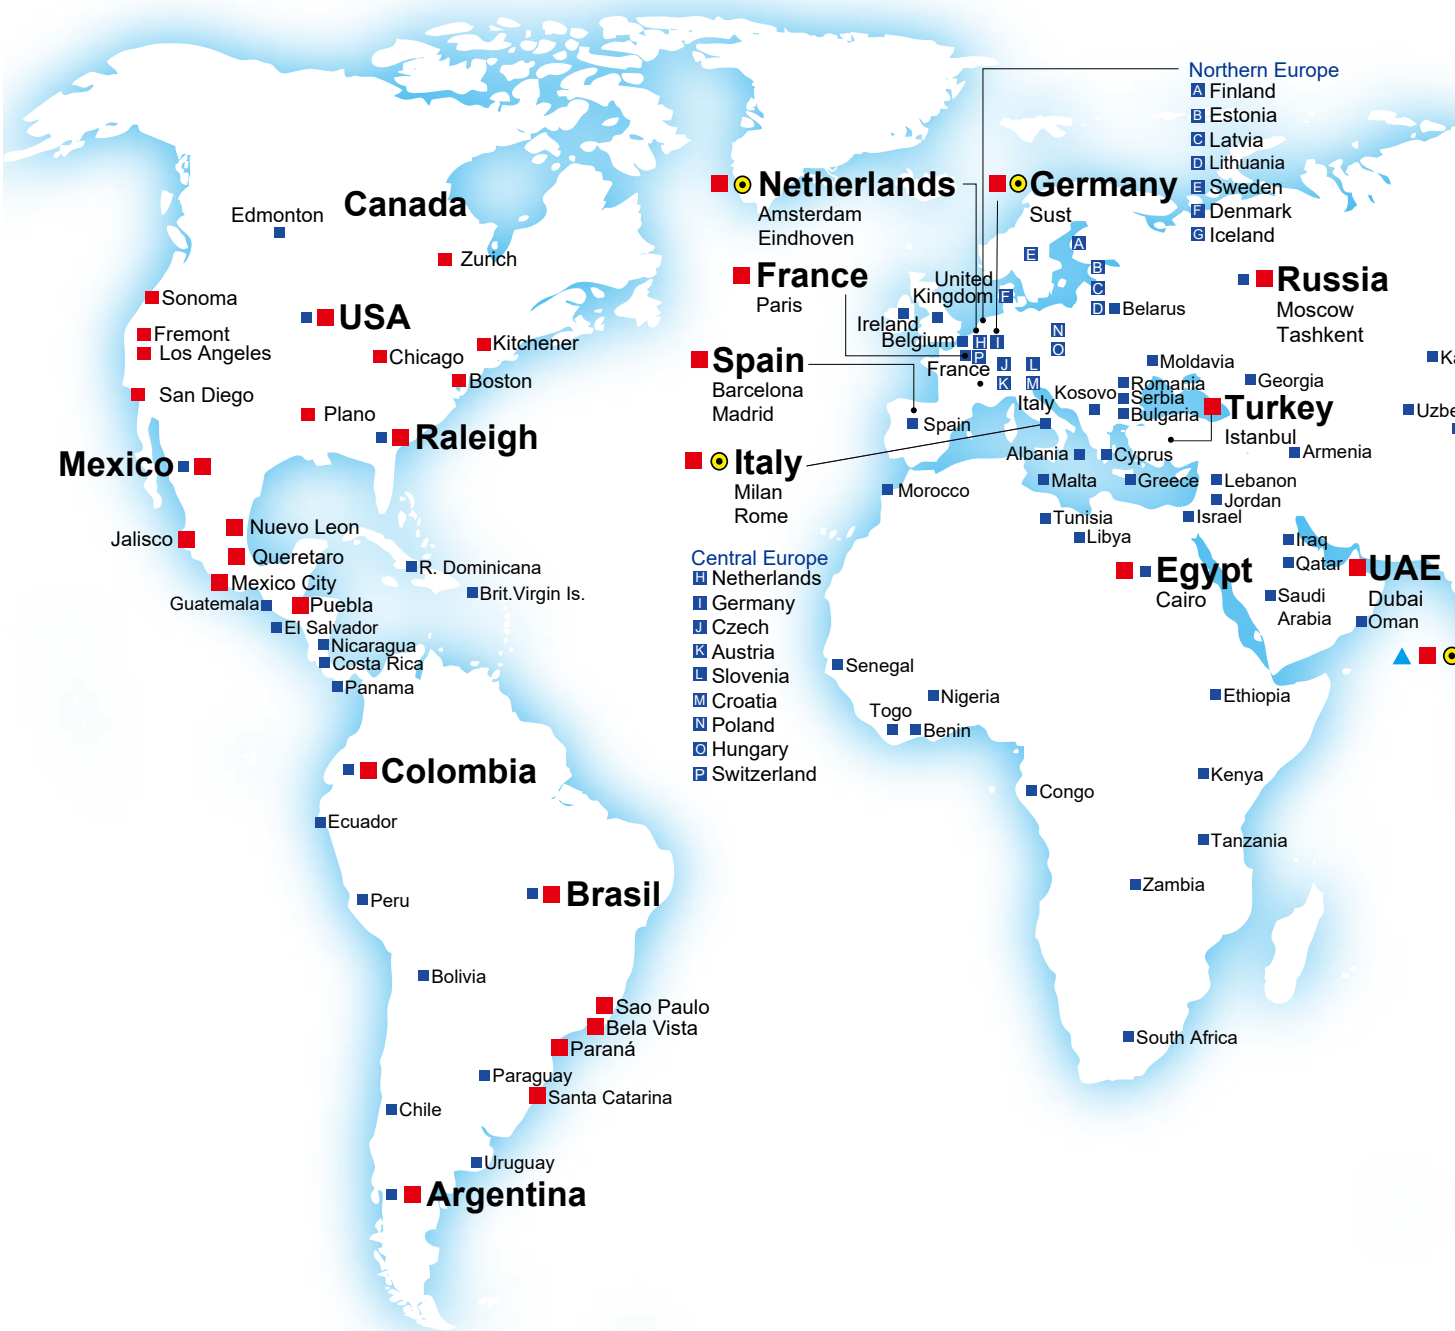 Canada
Edmonton
Zurich
Sonoma
USA
Fremont
Los Angeles
Kitchener
Chicago
Boston
San Diego
Plano
Raleigh
Mexico
Nuevo Leon
Jalisco
Queretaro
R. Dominicana
Mexico City
Brit.Virgin Is.
Guatemala
Puebla
El Salvador
Nicaragua
Costa Rica
Panama
Colombia
Ecuador
Peru
Brasil
Bolivia
Sao Paulo
Bela Vista
Paraná
Paraguay
Santa Catarina
Chile
Uruguay
Argentina
Netherlands
Amsterdam
Eindhoven
France
Paris
Spain
Barcelona
Madrid
Italy
Milan
Rome
Central Europe
H Netherlands
I Germany
J Czech
K Austria
L Slovenia
M Croatia
N Poland
O Hungary
P Switzerland
Germany
Sust
Northern Europe
A Finland
B Estonia
C Latvia
D Lithuania
E Sweden
F Denmark
G Iceland
A
E
B
C
D
F
N
O
H
I
P
J
L
K
M
United
Kingdom
Ireland
Belgium
France
Belarus
Russia
Moscow
Tashkent
Moldavia
Romania
Serbia
Bulgaria
Kosovo
Italy
Spain
Georgia
Turkey
Istanbul
Armenia
Albania
Cyprus
Malta
Greece
Lebanon
Jordan
Israel
Morocco
Tunisia
Libya
Iraq
Qatar
UAE
Dubai
Egypt
Cairo
Saudi
Arabia
Oman
Senegal
Nigeria
Togo
Benin
Ethiopia
Kenya
Congo
Tanzania
Zambia
South Africa
Uzbe